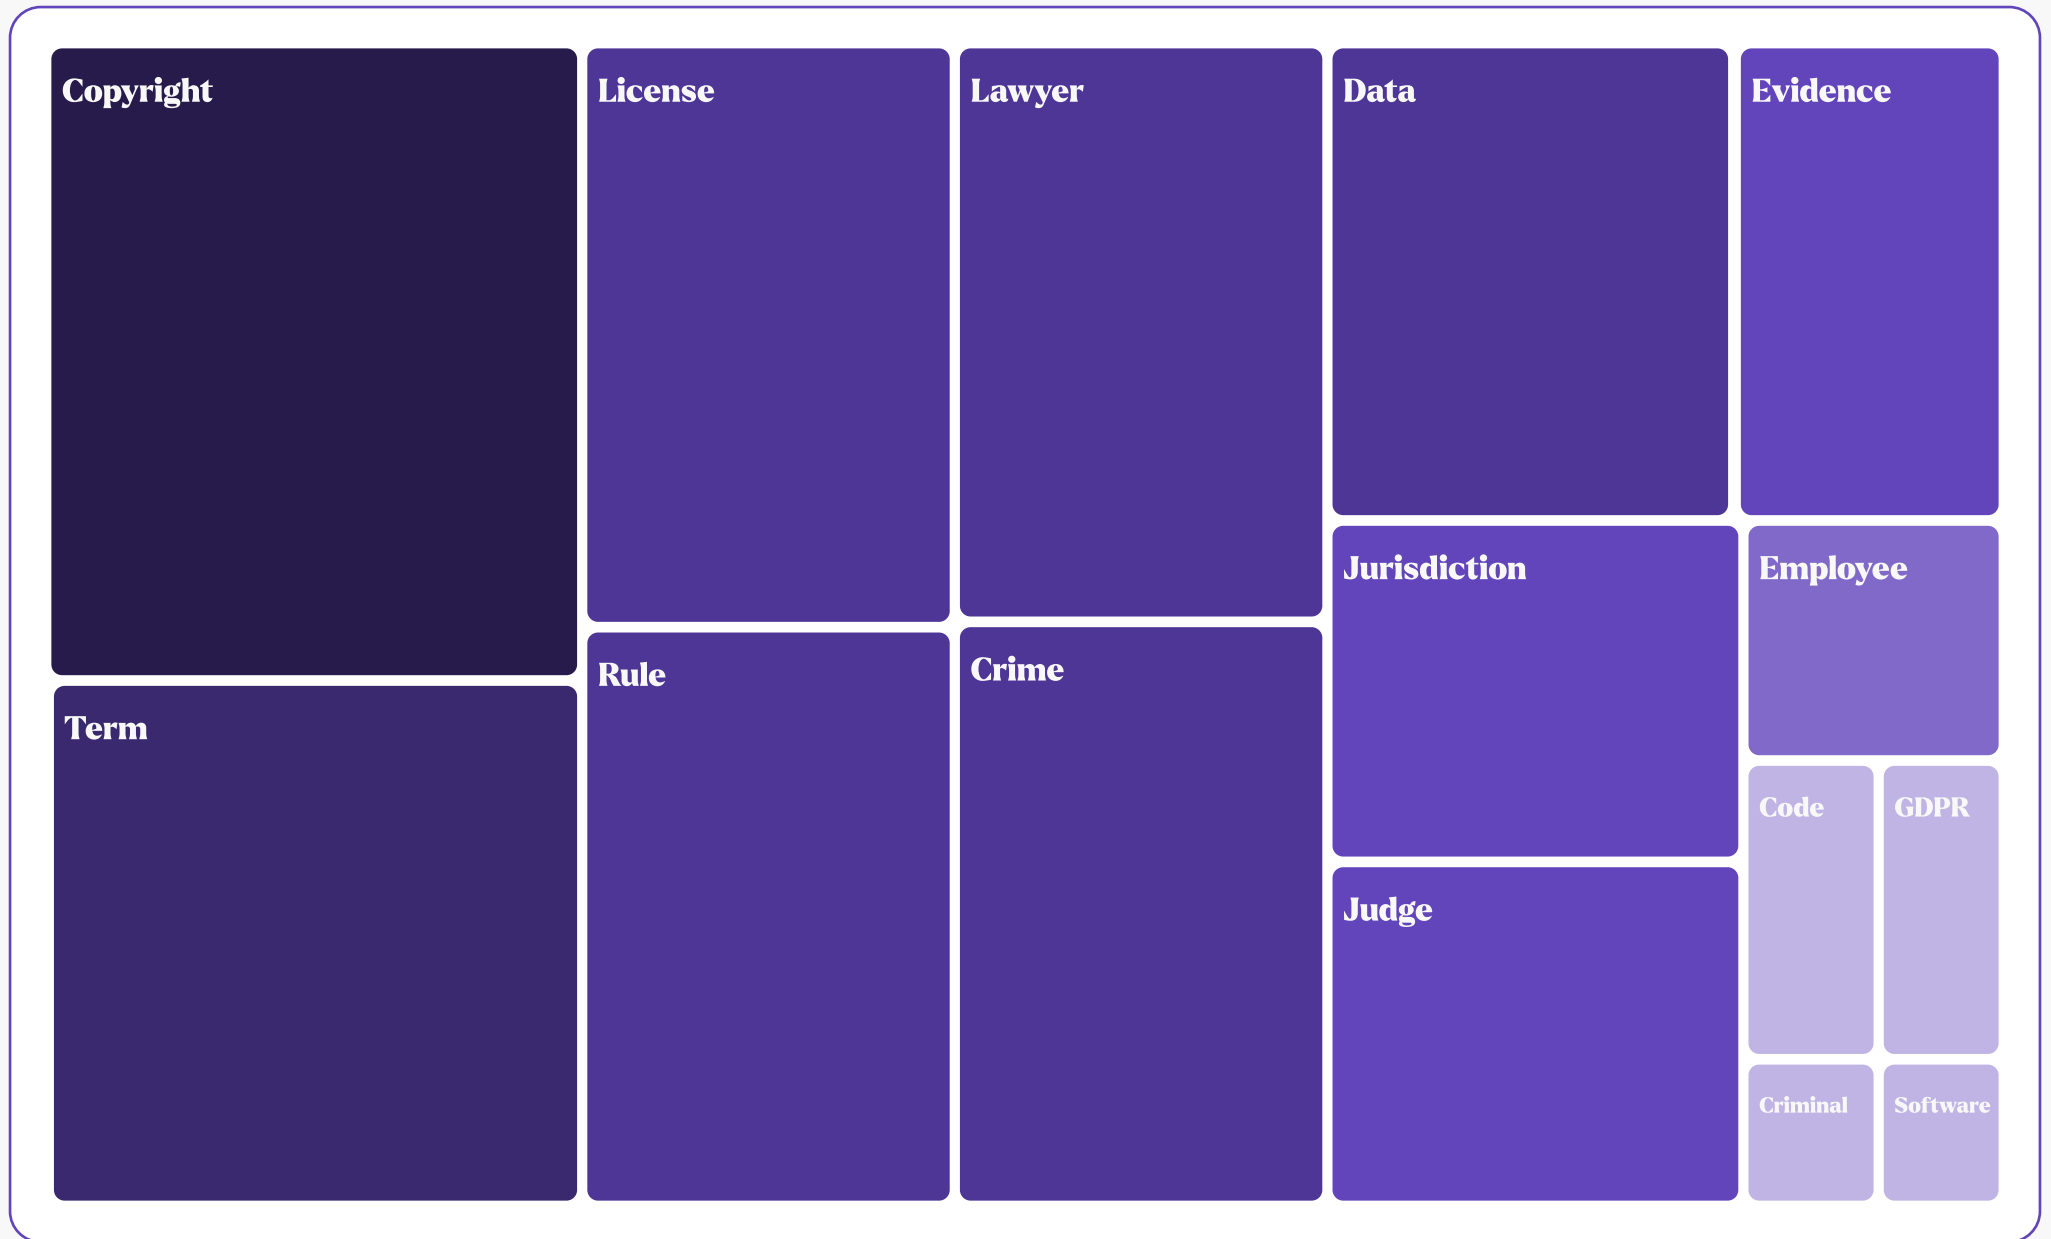 Copyright
License
Lawyer
Data
Evidence
Jurisdiction
Employee
Rule
Crime
Term
Code
GDPR
Judge
Criminal
Software